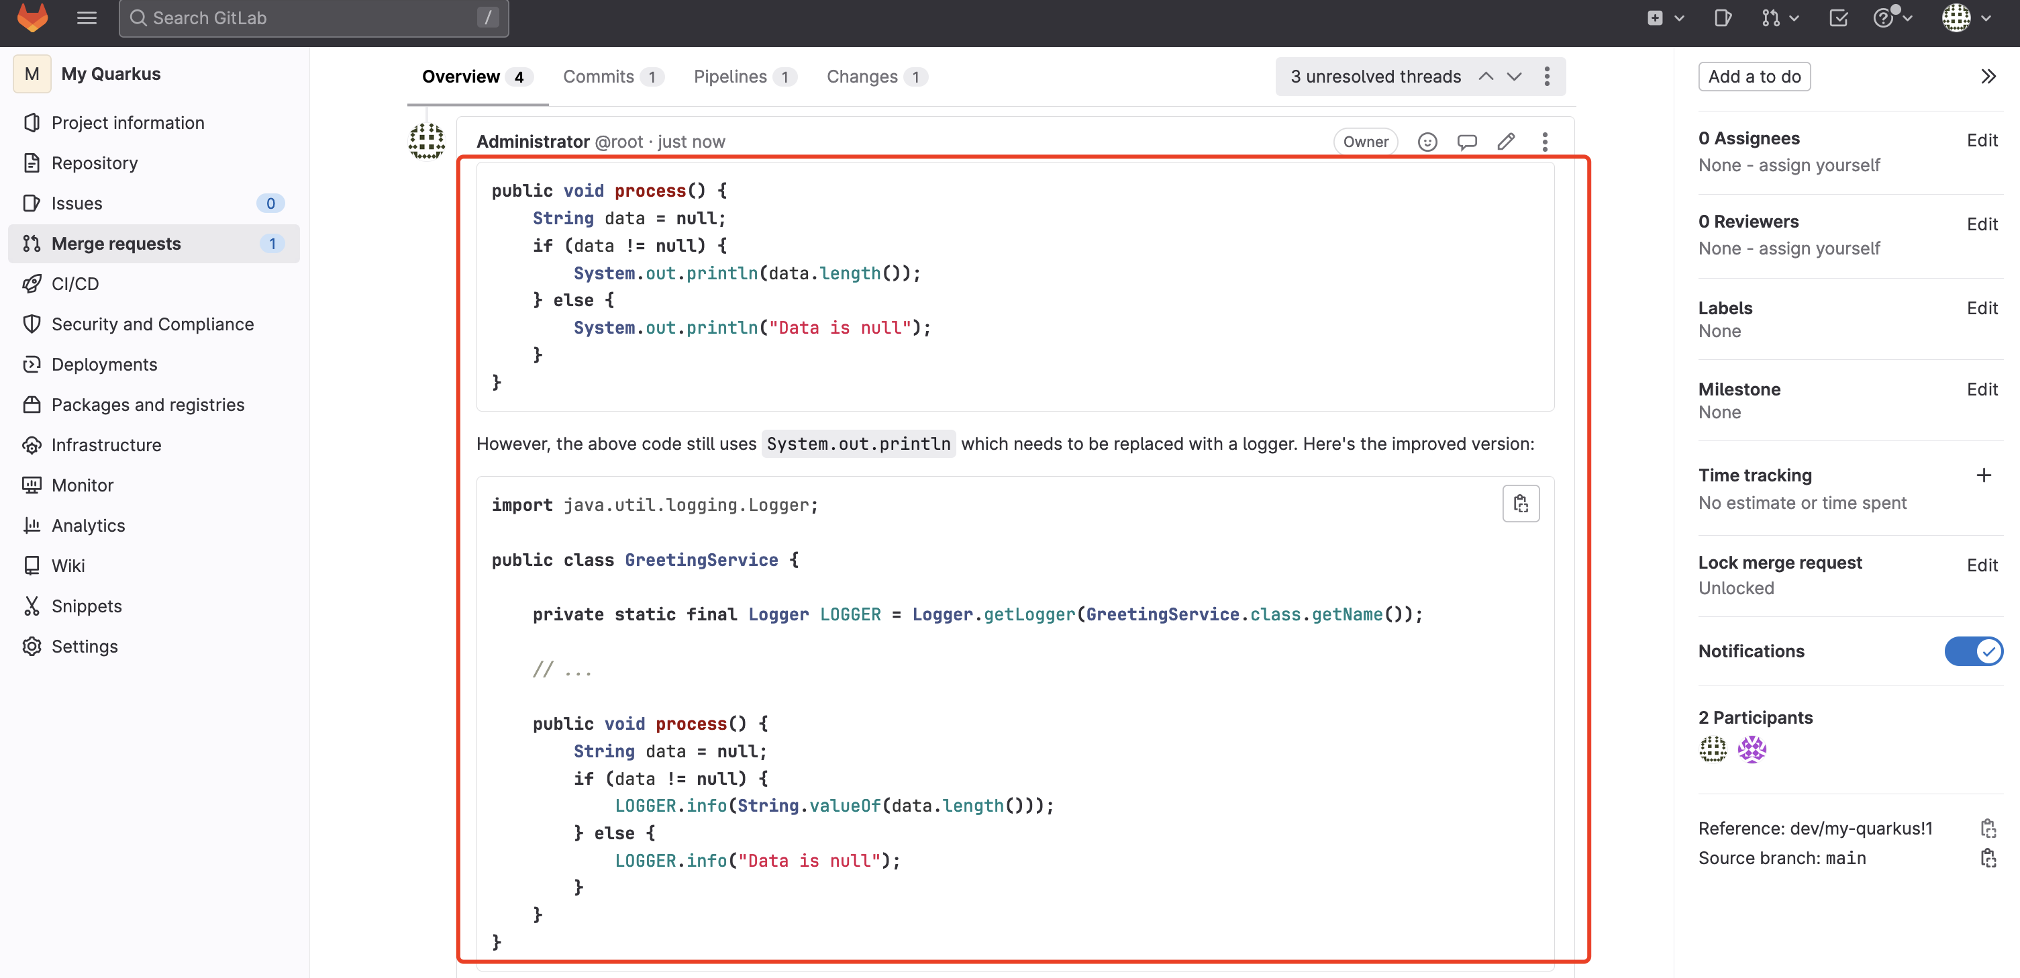 Search GitLab /
M My Quarkus
Project information
Repository
Issues 0
Merge requests 1
CI/CD
Security and Compliance
Deployments
Packages and registries
Infrastructure
Monitor
Analytics
Wiki
Snippets
Settings
Overview 4 Commits 1 Pipelines 1 Changes 1
3 unresolved threads
Administrator @root · just now Owner
public void process() {
    String data = null;
    if (data != null) {
        System.out.println(data.length());
    } else {
        System.out.println("Data is null");
    }
}
However, the above code still uses System.out.println which needs to be replaced with a logger. Here's the improved version:
import java.util.logging.Logger;
public class GreetingService {
    private static final Logger LOGGER = Logger.getLogger(GreetingService.class.getName());
    // ...
    public void process() {
        String data = null;
        if (data != null) {
            LOGGER.info(String.valueOf(data.length()));
        } else {
            LOGGER.info("Data is null");
        }
    }
}
Add a to do
0 Assignees Edit
None - assign yourself
0 Reviewers Edit
None - assign yourself
Labels Edit
None
Milestone Edit
None
Time tracking +
No estimate or time spent
Lock merge request Edit
Unlocked
Notifications
2 Participants
Reference: dev/my-quarkus!1
Source branch: main